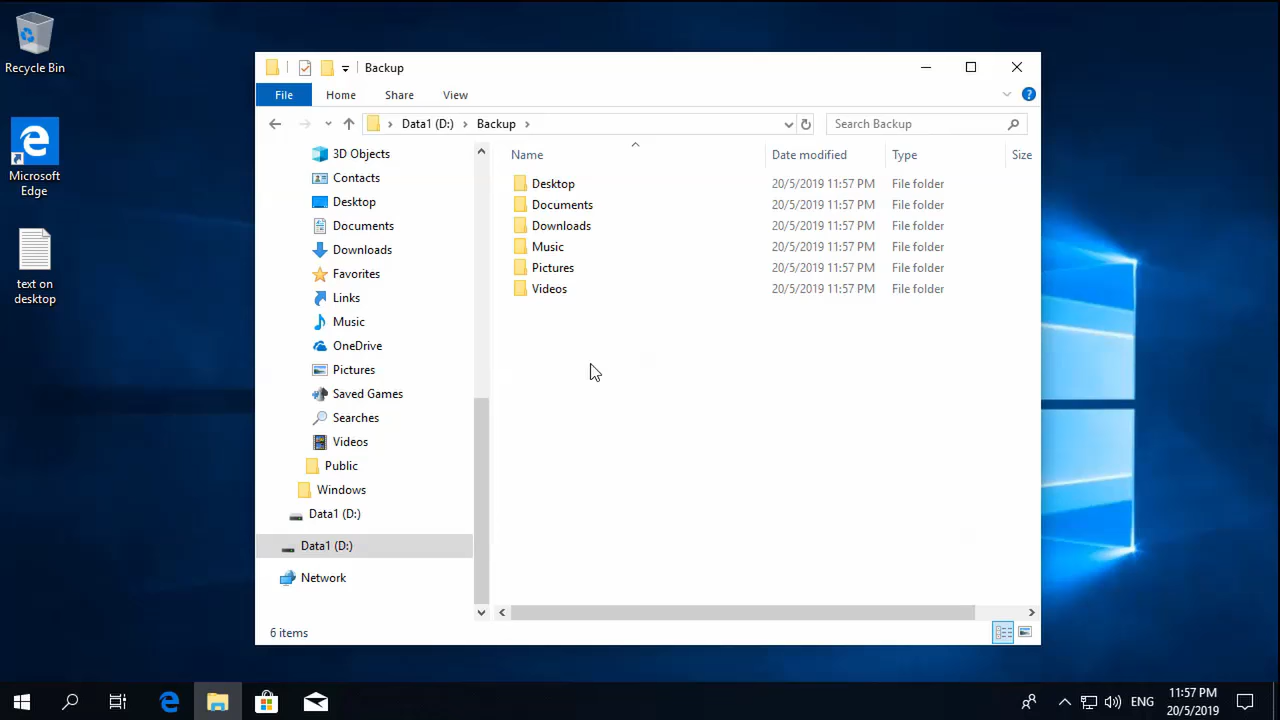 Recycle Bin
Microsoft
Edge
text on
desktop
Backup
File Home Share View
Data1 (D:) Backup
Search Backup
3D Objects
Contacts
Desktop
Documents
Downloads
Favorites
Links
Music
OneDrive
Pictures
Saved Games
Searches
Videos
Public
Windows
Data1 (D:)
Data1 (D:)
Network
Name Date modified Type Size
Desktop 20/5/2019 11:57 PM File folder
Documents 20/5/2019 11:57 PM File folder
Downloads 20/5/2019 11:57 PM File folder
Music 20/5/2019 11:57 PM File folder
Pictures 20/5/2019 11:57 PM File folder
Videos 20/5/2019 11:57 PM File folder
6 items
ENG
11:57 PM
20/5/2019